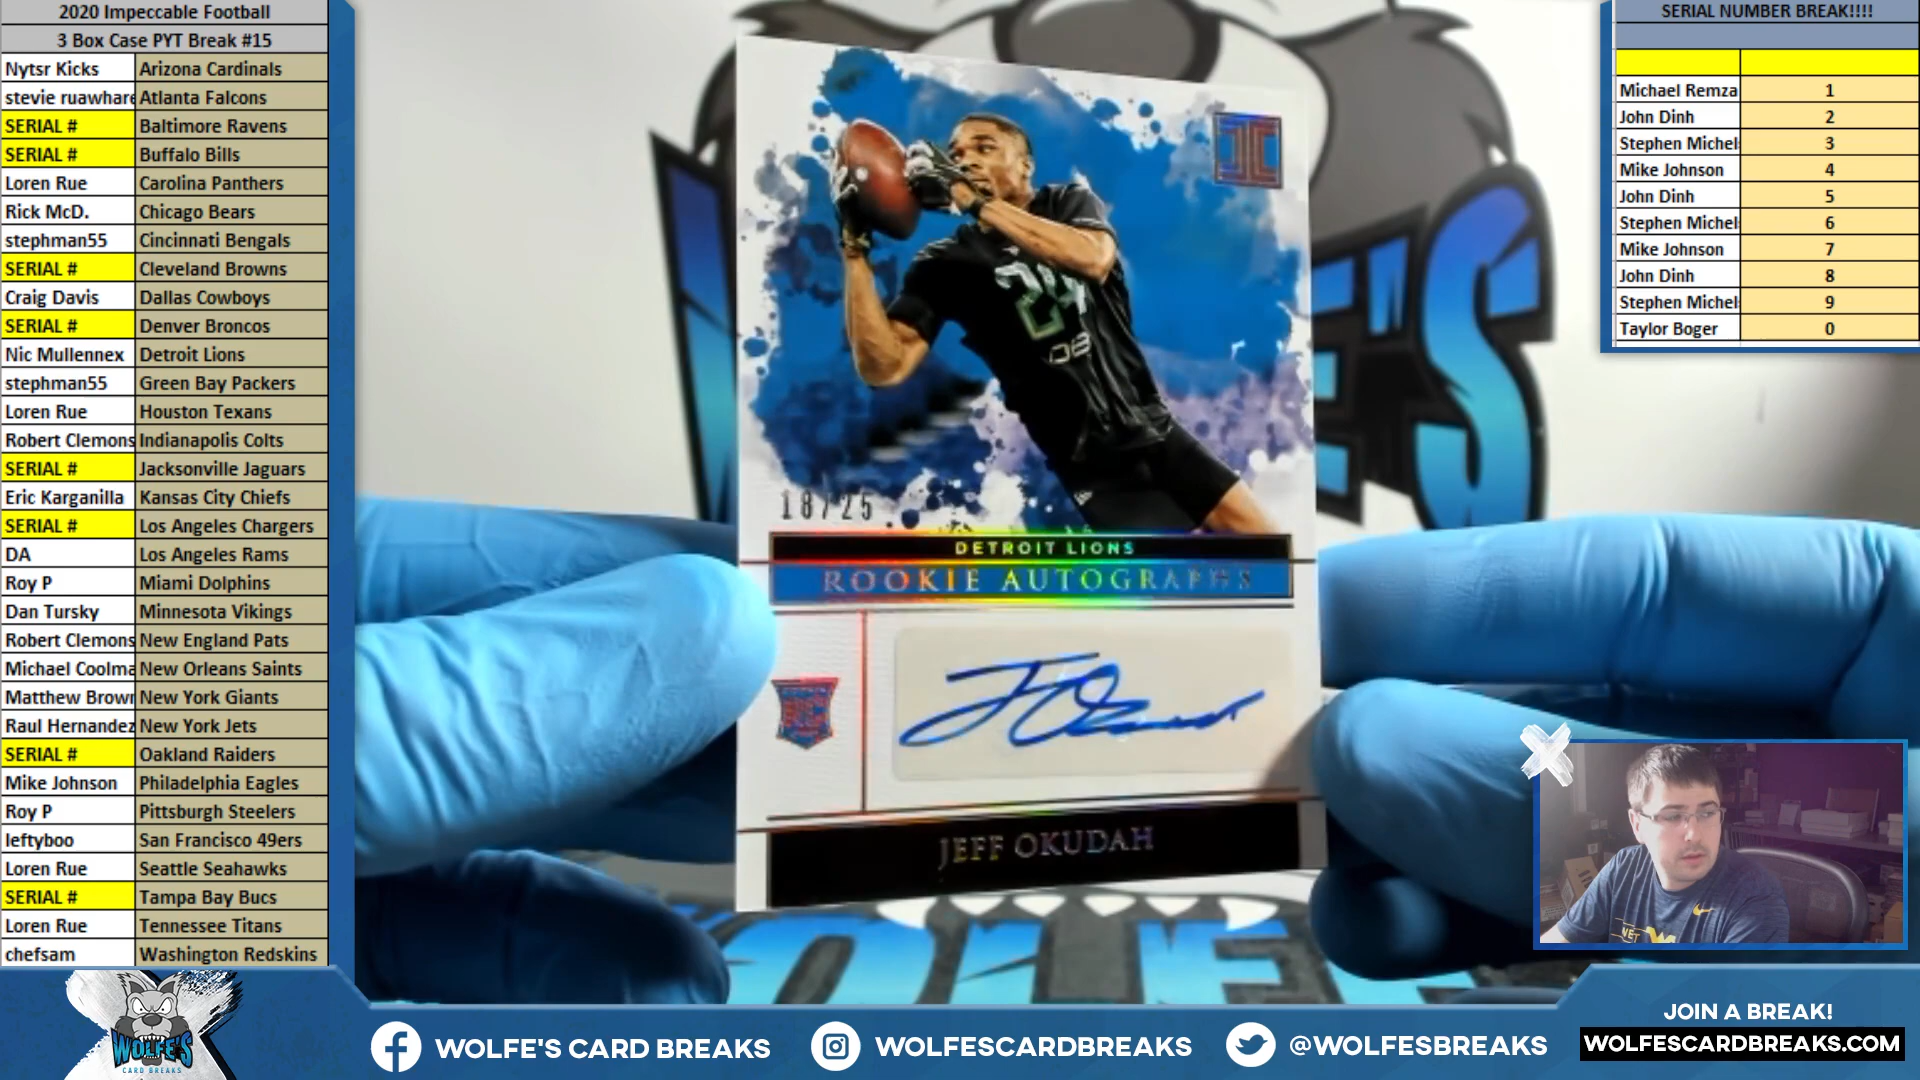 2020 Impeccable Football
3 Box Case PYT Break #15
Nytsr Kicks Arizona Cardinals
stevie ruawhare Atlanta Falcons
SERIAL # Baltimore Ravens
SERIAL # Buffalo Bills
Loren Rue Carolina Panthers
Rick McD. Chicago Bears
stephman55 Cincinnati Bengals
SERIAL # Cleveland Browns
Craig Davis Dallas Cowboys
SERIAL # Denver Broncos
Nic Mullennex Detroit Lions
stephman55 Green Bay Packers
Loren Rue Houston Texans
Robert Clemons Indianapolis Colts
SERIAL # Jacksonville Jaguars
Eric Karganilla Kansas City Chiefs
SERIAL # Los Angeles Chargers
DA Los Angeles Rams
Roy P Miami Dolphins
Dan Tursky Minnesota Vikings
Robert Clemons New England Pats
Michael Coolma New Orleans Saints
Matthew Brown New York Giants
Raul Hernandez New York Jets
SERIAL # Oakland Raiders
Mike Johnson Philadelphia Eagles
Roy P Pittsburgh Steelers
leftyboo San Francisco 49ers
Loren Rue Seattle Seahawks
SERIAL # Tampa Bay Bucs
Loren Rue Tennessee Titans
chefsam Washington Redskins
24
DB
18/25
DETROIT LIONS
ROOKIE AUTOGRAPHS
RC
JEFF OKUDAH
SERIAL NUMBER BREAK!!!!
Michael Remza 1
John Dinh 2
Stephen Michel 3
Mike Johnson 4
John Dinh 5
Stephen Michel 6
Mike Johnson 7
John Dinh 8
Stephen Michel 9
Taylor Boger 0
WOLFE'S
CARD BREAKS
WOLFE'S CARD BREAKS
WOLFESCARDBREAKS
@WOLFESBREAKS
JOIN A BREAK!
WOLFESCARDBREAKS.COM